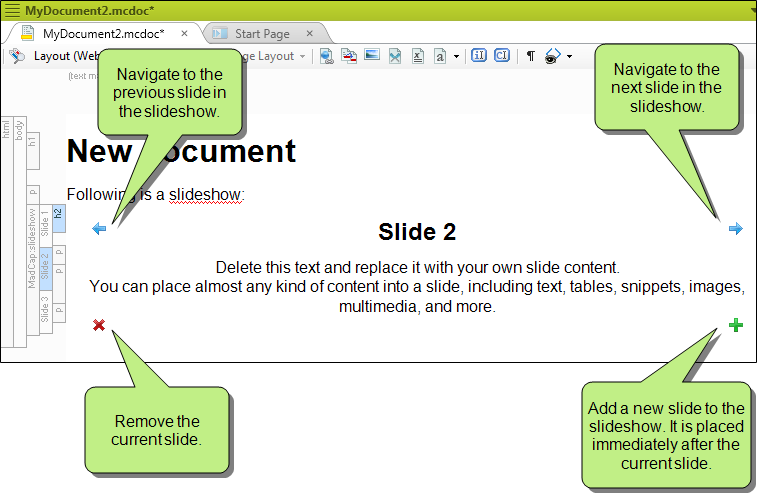 MyDocument2.mcdoc*
MyDocument2.mcdoc* × Start Page ×
Layout (Web ge Layout
(text ma
Navigate to the
previous slide in
the slideshow.
Navigate to the
next slide in the
slideshow.
html
body
h1
p
MadCap:slideshow
Slide 1
h2
Slide 2
p
Slide 3
p
New Document
Following is a slideshow:
Slide 2
Delete this text and replace it with your own slide content.
You can place almost any kind of content into a slide, including text, tables, snippets, images,
multimedia, and more.
Remove the
current slide.
Add a new slide to the
slideshow. It is placed
immediately after the
current slide.